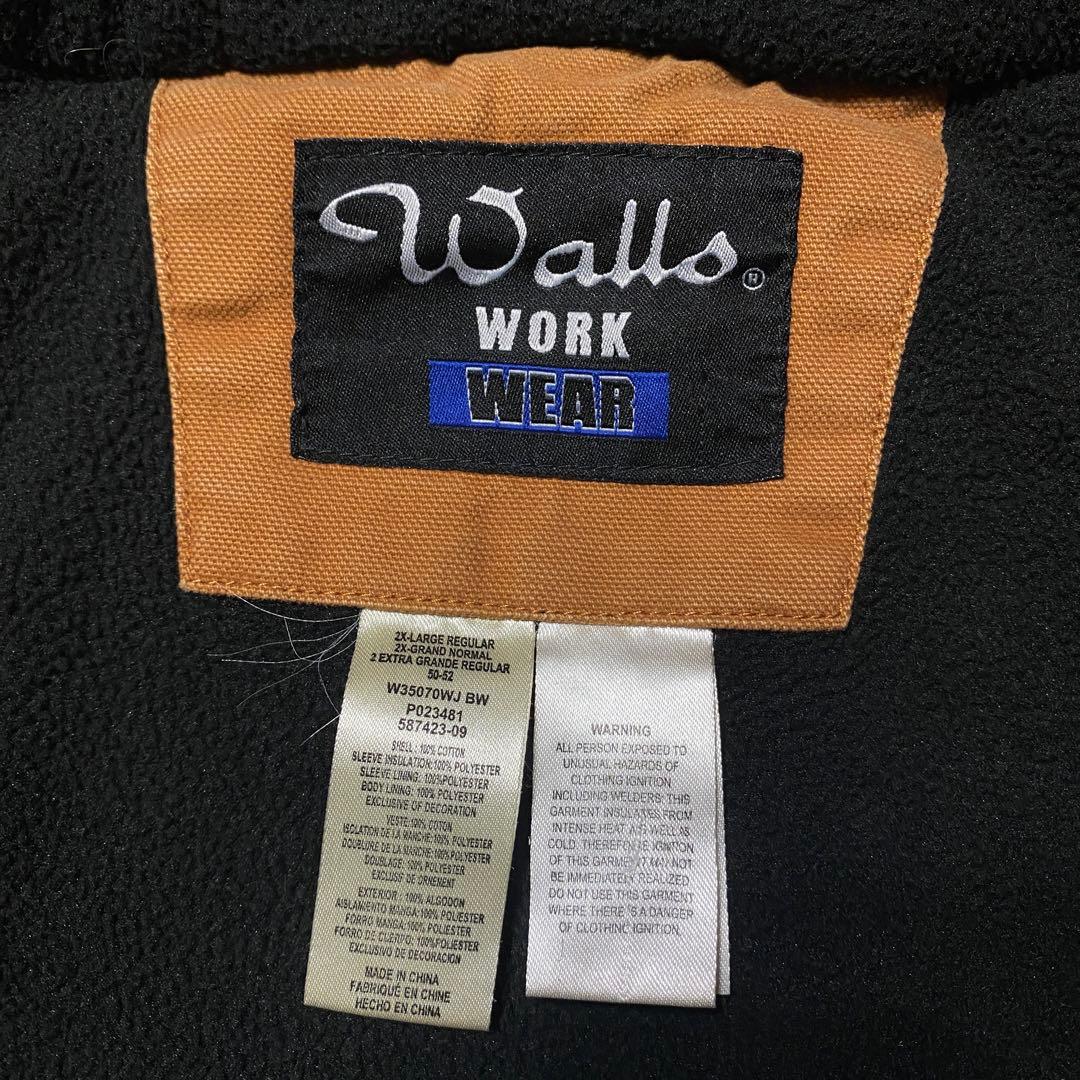 Walls®
WORK
WEAR
2X-LARGE REGULAR
2X-GRAND NORMAL
2 EXTRA GRANDE REGULAR
50-52
W35070WJ BW
P023481
587423-09
SHELL: 100% COTTON
SLEEVE INSULATION:100% POLYESTER
SLEEVE LINING: 100%POLYESTER
BODY LINING: 100% POLYESTER
EXCLUSIVE OF DECORATION
VESTE:100% COTON
ISOLATION DE LA MANCHE:100% POLYESTER
DOUBLURE DE LA MANCHE:100% POLYESTER
DOUBLAGE: 100% POLYESTER
EXCLUSIF DE ORNEMENT
EXTERIOR : 100% ALGODON
AISLAMIENTO MANGA:100% POLIESTER
FORRO MANGA:100% POLIESTER
FORRO DE CUERPO: 100%POLIESTER
EXCLUSIVO DE DECORACION
MADE IN CHINA
FABRIQUE EN CHINE
HECHO EN CHINA
WARNING
ALL PERSON EXPOSED TO
UNUSUAL HAZARDS OF
CLOTHING IGNITION
INCLUDING WELDERS: THIS
GARMENT INSULATES FROM
INTENSE HEAT AS WELL AS
COLD. THEREFORE IGNITION
OF THIS GARMENT MAY NOT
BE IMMEDIATELY REALIZED
DO NOT USE THIS GARMENT
WHERE THERE IS A DANGER
OF CLOTHING IGNITION.